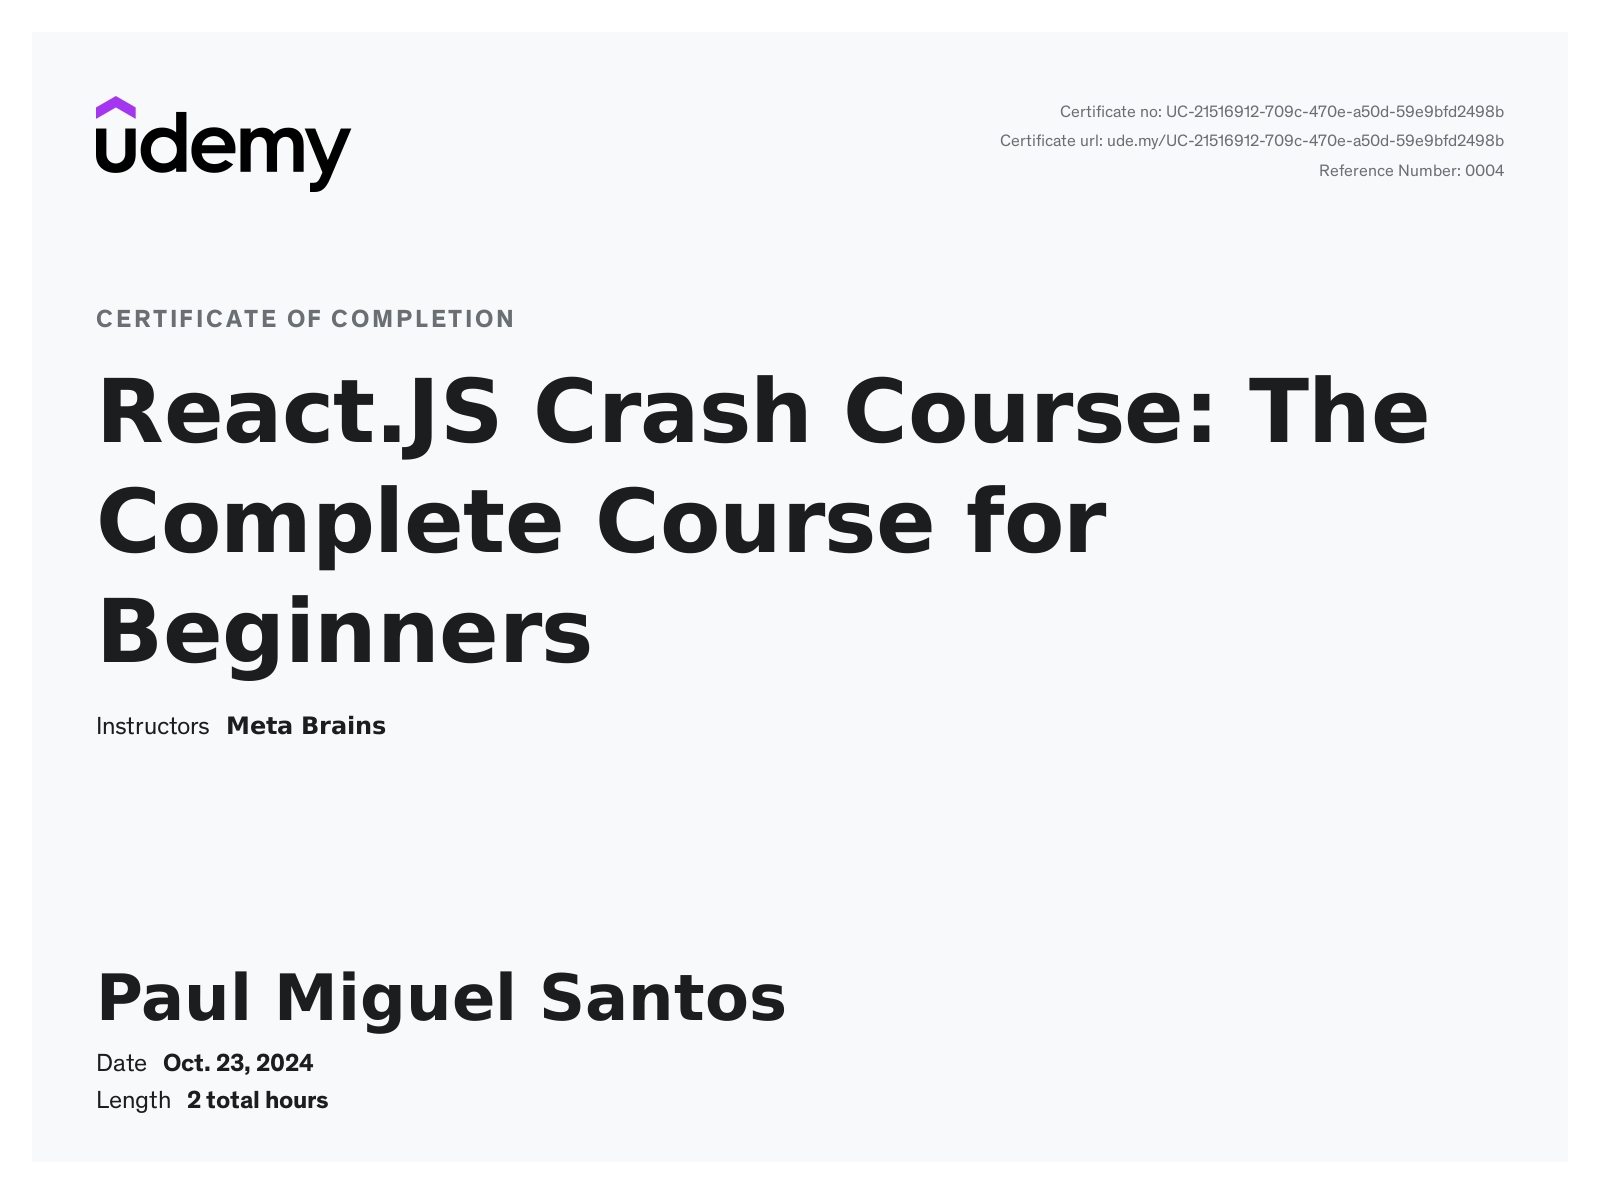 udemy
Certificate no: UC-21516912-709c-470e-a50d-59e9bfd2498b
Certificate url: ude.my/UC-21516912-709c-470e-a50d-59e9bfd2498b
Reference Number: 0004
CERTIFICATE OF COMPLETION
React.JS Crash Course: The
Complete Course for
Beginners
Instructors Meta Brains
Paul Miguel Santos
Date Oct. 23, 2024
Length 2 total hours